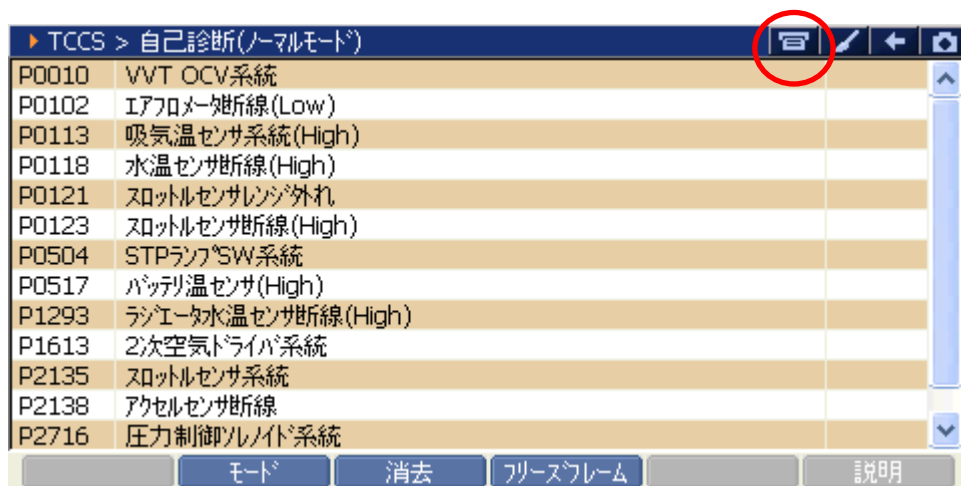 TCCS > 自己診断(ﾉｰﾏﾙﾓｰﾄﾞ)
P0010 VVT OCV系統
P0102 ｴｱﾌﾛﾒｰﾀ断線(Low)
P0113 吸気温ｾﾝｻ系統(High)
P0118 水温ｾﾝｻ断線(High)
P0121 ｽﾛｯﾄﾙｾﾝｻﾚﾝｼﾞ外れ
P0123 ｽﾛｯﾄﾙｾﾝｻ断線(High)
P0504 STPﾗﾝﾌﾟSW系統
P0517 ﾊﾞｯﾃﾘ温ｾﾝｻ(High)
P1293 ﾗｼﾞｴｰﾀ水温ｾﾝｻ断線(High)
P1613 2次空気ﾄﾞﾗｲﾊﾞ系統
P2135 ｽﾛｯﾄﾙｾﾝｻ系統
P2138 ｱｸｾﾙｾﾝｻ断線
P2716 圧力制御ｿﾚﾉｲﾄﾞ系統
ﾓｰﾄﾞ 消去 ﾌﾘｰｽﾞﾌﾚｰﾑ 説明